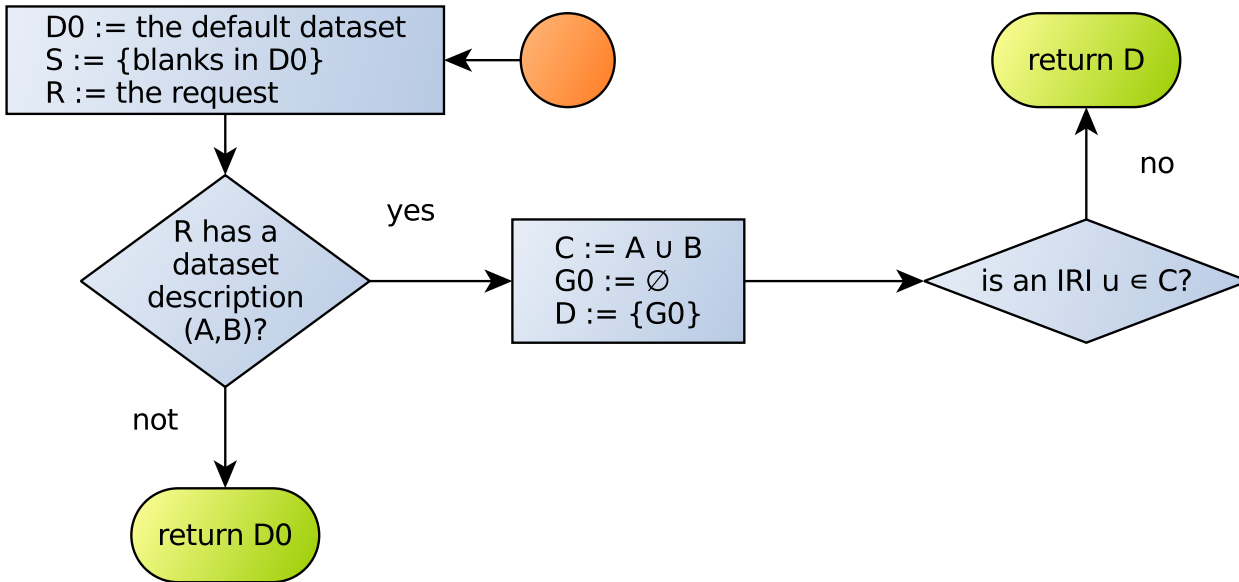 D0 := the default dataset
S := {blanks in D0}
R := the request
return D
no
yes
R has a
dataset
description
(A,B)?
C := A ∪ B
G0 := ∅
D := {G0}
is an IRI u ∈ C?
not
return D0